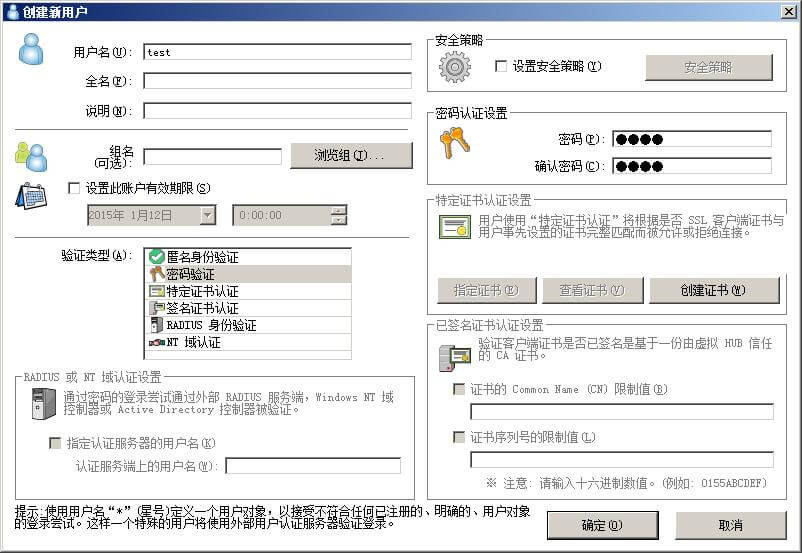 创建新用户
用户名(U):
test
全名(F):
说明(N):
组名
(可选):
浏览组(T)...
设置此账户有效期限(S)
2015年 1月12日
0:00:00
验证类型(A):
匿名身份验证
密码验证
特定证书认证
签名证书认证
RADIUS 身份验证
NT 域认证
RADIUS 或 NT 域认证设置
通过密码的登录尝试通过外部 RADIUS 服务端，Windows NT 域
控制器或 Active Directory 控制器被验证。
指定认证服务器的用户名(K)
认证服务端上的用户名(W):
安全策略
设置安全策略(Y)
安全策略
密码认证设置
密码(P):
●●●●
确认密码(C):
●●●●
特定证书认证设置
用户使用“特定证书认证”将根据是否 SSL 客户端证书与
用户事先设置的证书完整匹配而被允许或拒绝连接。
指定证书(E)
查看证书(V)
创建证书(W)
已签名证书认证设置
验证客户端证书是否已签名是基于一份由虚拟 HUB 信任
的 CA 证书。
证书的 Common Name (CN) 限制值(B)
证书序列号的限制值(L)
※ 注意: 请输入十六进制数值。(例如: 0155ABCDEF)
提示:使用用户名“*”(星号)定义一个用户对象，以接受不符合任何已注册的、明确的、用户对象
的登录尝试。这样一个特殊的用户将使用外部用户认证服务器验证登录。
确定(O)
取消